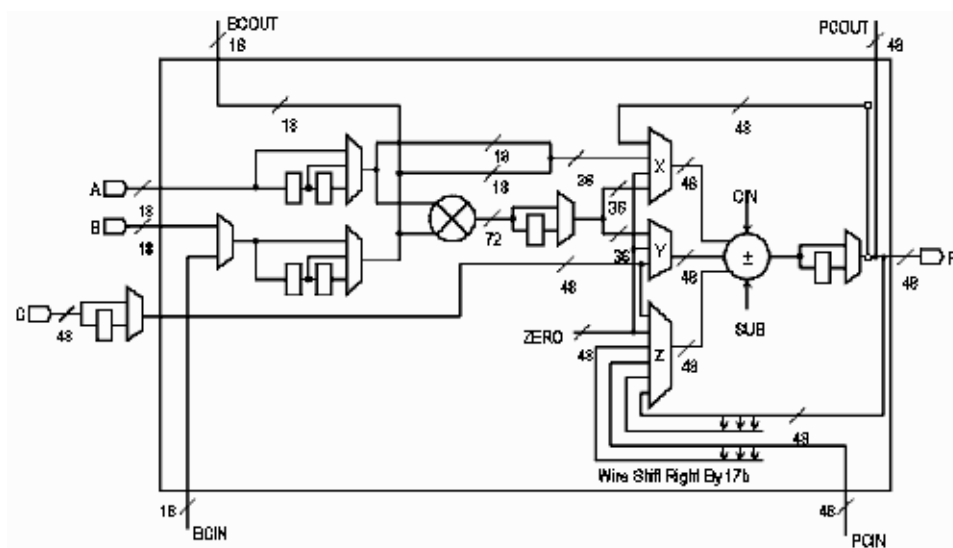 BCOUT
18
PCOUT
48
18
48
A
18
18
18
36
X
48
CIN
B
18
72
36
36
Y
48
±
P
48
48
C
48
ZERO
48
Z
48
SUB
48
Wire Shift Right By 17b
18
BCIN
48
PCIN